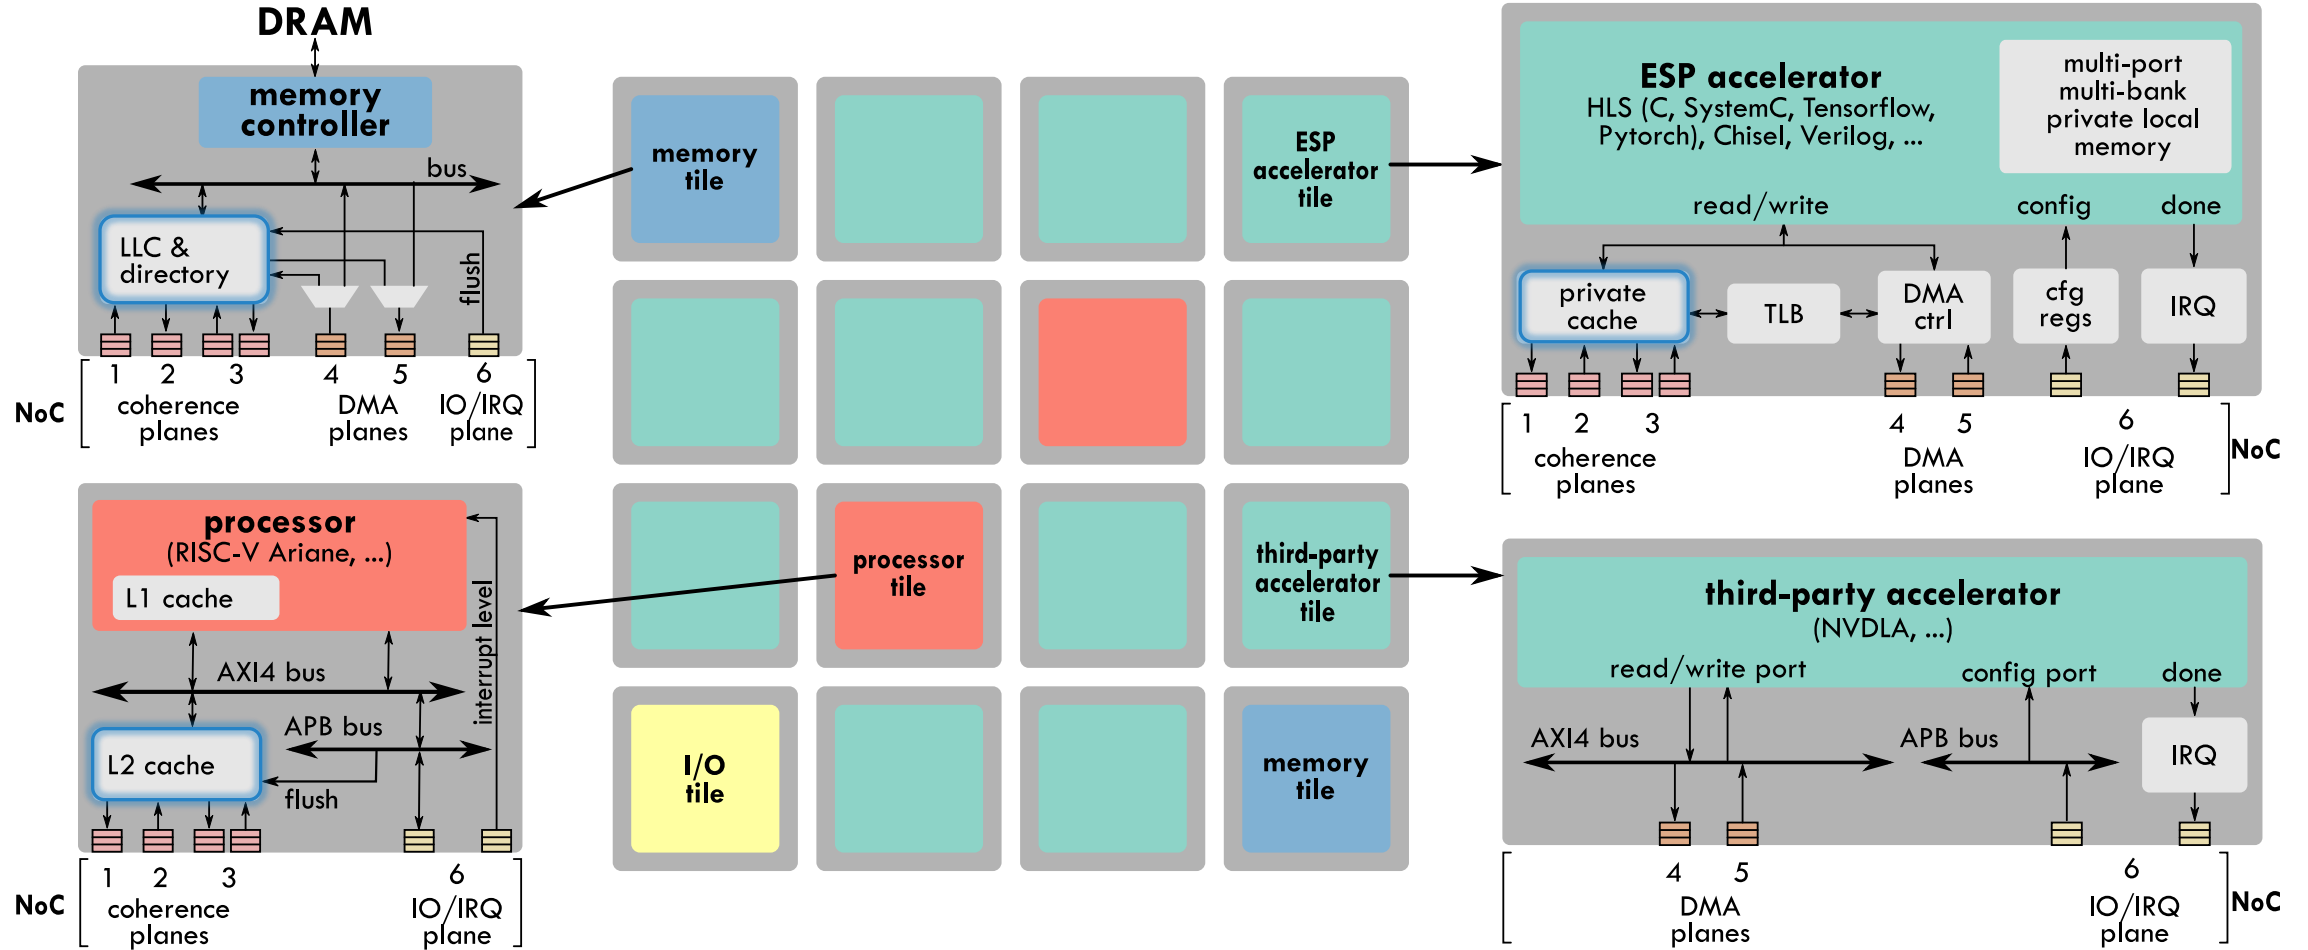 DRAM
memory
controller
bus
LLC &
directory
flush
1 2 3 4 5 6
NoC
coherence
planes
DMA
planes
IO/IRQ
plane
processor
(RISC-V Ariane, ...)
L1 cache
interrupt level
AXI4 bus
APB bus
L2 cache
flush
1 2 3 6
NoC
coherence
planes
IO/IRQ
plane
memory
tile
ESP
accelerator
tile
processor
tile
third-party
accelerator
tile
I/O
tile
memory
tile
ESP accelerator
HLS (C, SystemC, Tensorflow,
Pytorch), Chisel, Verilog, ...
multi-port
multi-bank
private local
memory
read/write
config
done
private
cache
TLB
DMA
ctrl
cfg
regs
IRQ
1 2 3 4 5 6
coherence
planes
DMA
planes
IO/IRQ
plane
NoC
third-party accelerator
(NVDLA, ...)
read/write port
config port
done
AXI4 bus
APB bus
IRQ
4 5 6
DMA
planes
IO/IRQ
plane
NoC